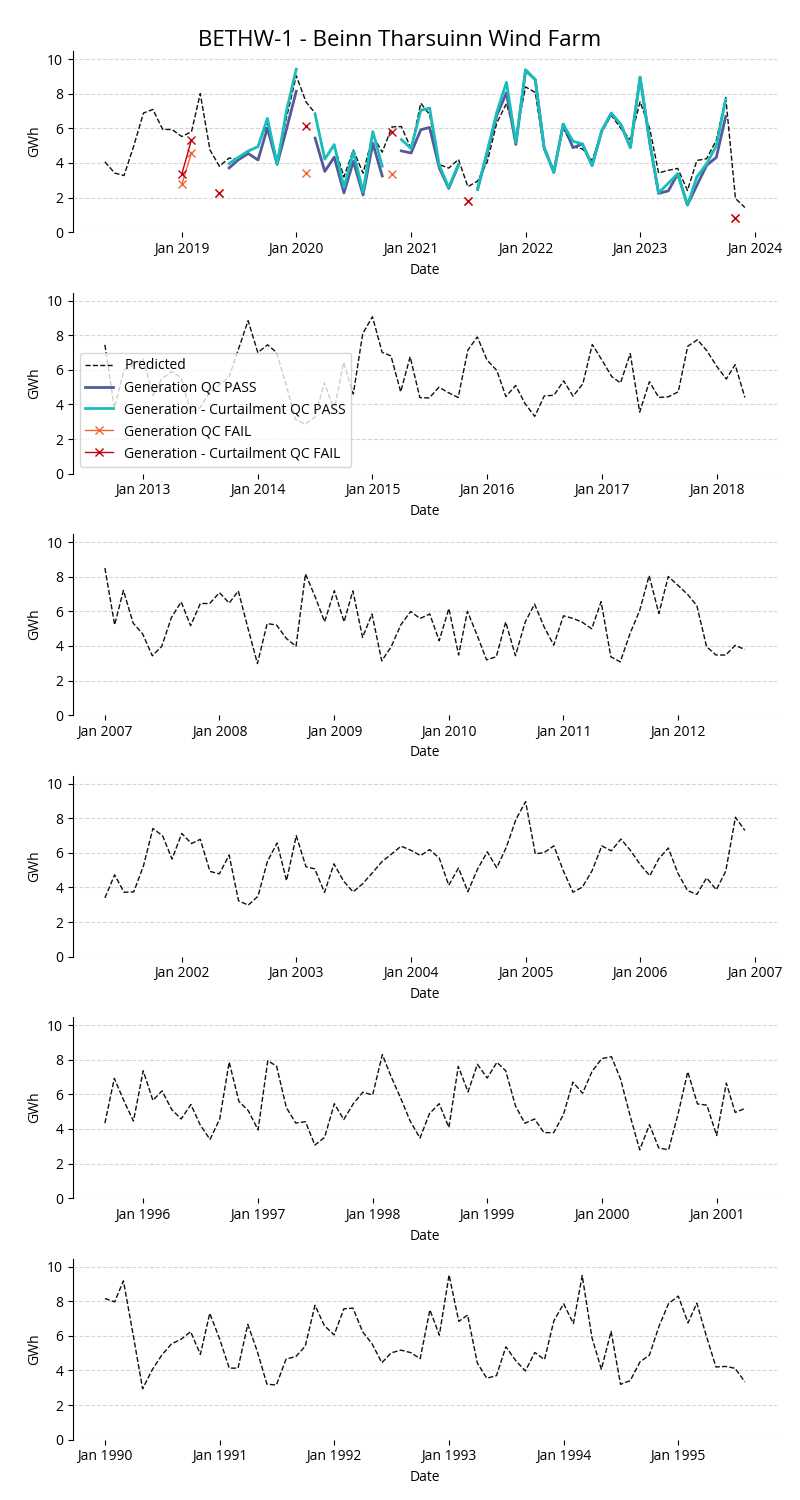 BETHW-1 - Beinn Tharsuinn Wind Farm
10
8
6
4
2
0
GWh
Jan 2019 Jan 2020 Jan 2021 Jan 2022 Jan 2023 Jan 2024
Date
10
8
6
4
2
0
GWh
Predicted
Generation QC PASS
Generation - Curtailment QC PASS
Generation QC FAIL
Generation - Curtailment QC FAIL
Jan 2013 Jan 2014 Jan 2015 Jan 2016 Jan 2017 Jan 2018
Date
10
8
6
4
2
0
GWh
Jan 2007 Jan 2008 Jan 2009 Jan 2010 Jan 2011 Jan 2012
Date
10
8
6
4
2
0
GWh
Jan 2002 Jan 2003 Jan 2004 Jan 2005 Jan 2006 Jan 2007
Date
10
8
6
4
2
0
GWh
Jan 1996 Jan 1997 Jan 1998 Jan 1999 Jan 2000 Jan 2001
Date
10
8
6
4
2
0
GWh
Jan 1990 Jan 1991 Jan 1992 Jan 1993 Jan 1994 Jan 1995
Date